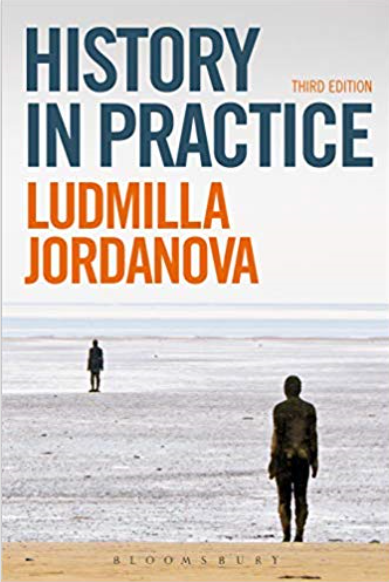 HISTORY
THIRD EDITION
IN PRACTICE
LUDMILLA
JORDANOVA
BLOOMSBURY